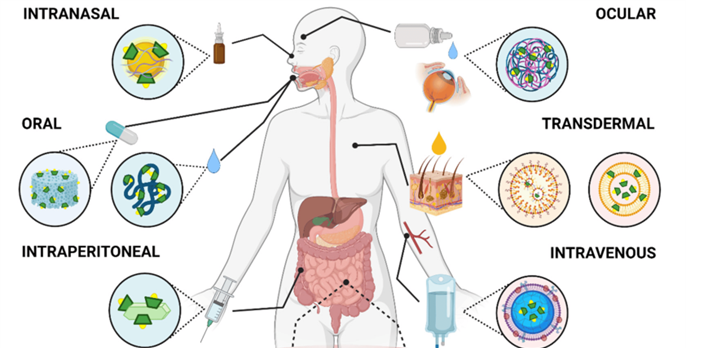 INTRANASAL
OCULAR
ORAL
TRANSDERMAL
INTRAPERITONEAL
INTRAVENOUS